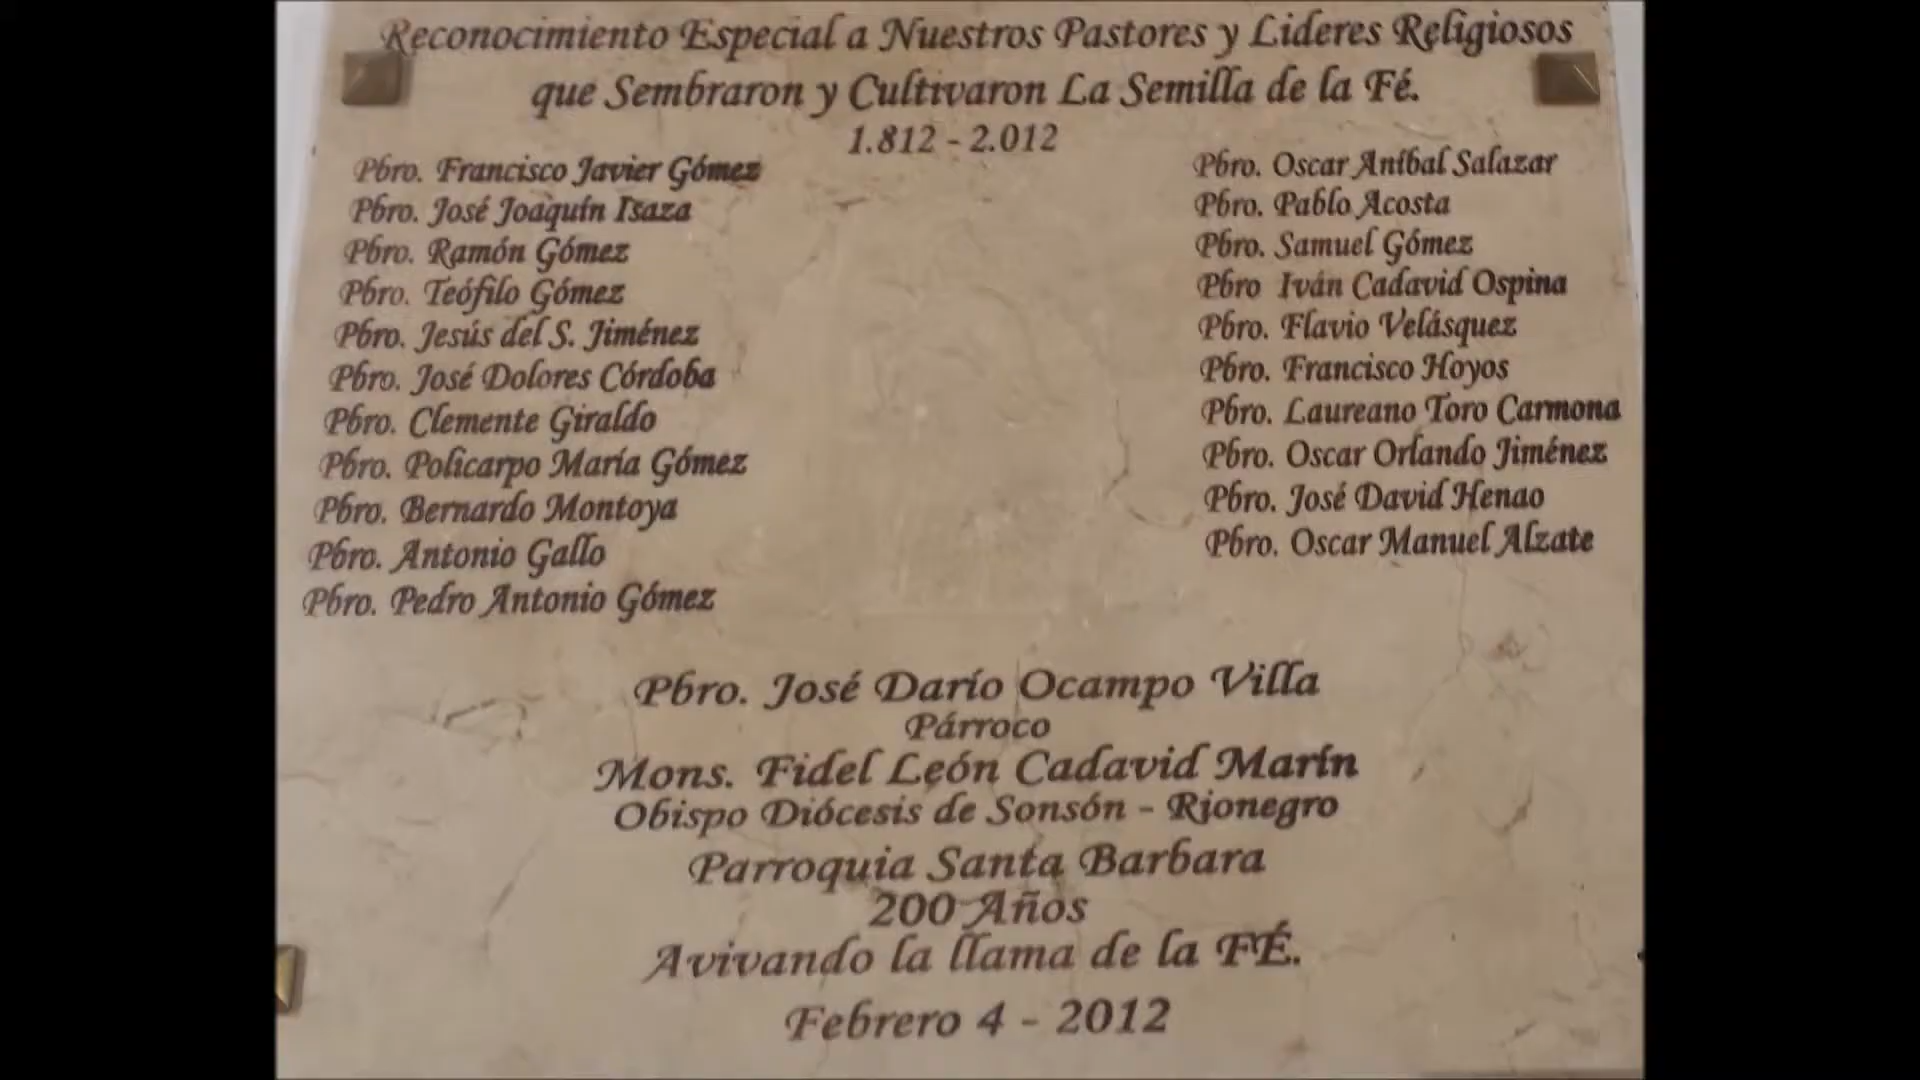 Reconocimiento Especial a Nuestros Pastores y Lideres Religiosos
que Sembraron y Cultivaron La Semilla de la Fé.
1.812 - 2.012
Pbro. Francisco Javier Gómez
Pbro. José Joaquín Isaza
Pbro. Ramón Gómez
Pbro. Teófilo Gómez
Pbro. Jesús del S. Jiménez
Pbro. José Dolores Córdoba
Pbro. Clemente Giraldo
Pbro. Policarpo María Gómez
Pbro. Bernardo Montoya
Pbro. Antonio Gallo
Pbro. Pedro Antonio Gómez
Pbro. Oscar Aníbal Salazar
Pbro. Pablo Acosta
Pbro. Samuel Gómez
Pbro Iván Cadavid Ospina
Pbro. Flavio Velásquez
Pbro. Francisco Hoyos
Pbro. Laureano Toro Carmona
Pbro. Oscar Orlando Jiménez
Pbro. José David Henao
Pbro. Oscar Manuel Alzate
Pbro. José Darío Ocampo Villa
Párroco
Mons. Fidel León Cadavid Marín
Obispo Diócesis de Sonsón - Rionegro
Parroquia Santa Barbara
200 Años
Avivando la llama de la FÉ.
Febrero 4 - 2012